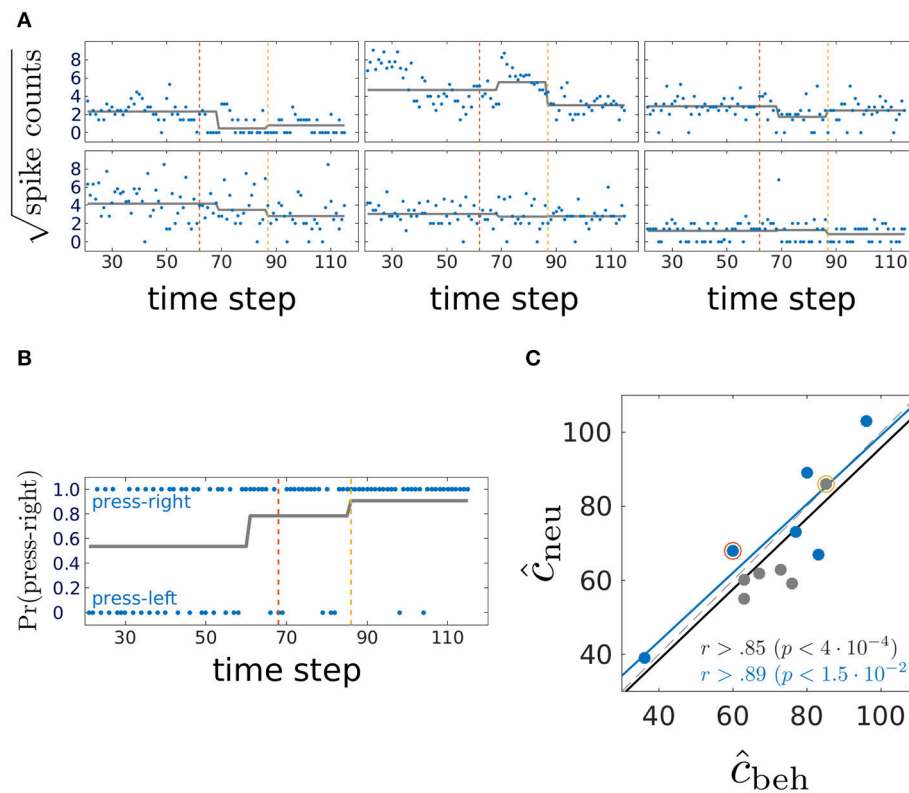 A
√spike counts
8
6
4
2
0
8
6
4
2
0
30 50 70 90 110 30 50 70 90 110 30 50 70 90 110
time step time step time step
B
C
Pr(press-right)
1.0
0.8
0.6
0.4
0.2
0
press-right
press-left
30 50 70 90 110
time step
ĉneu
100
80
60
40
r > .85 (p < 4 · 10⁻⁴)
r > .89 (p < 1.5 · 10⁻²
40 60 80 100
ĉbeh